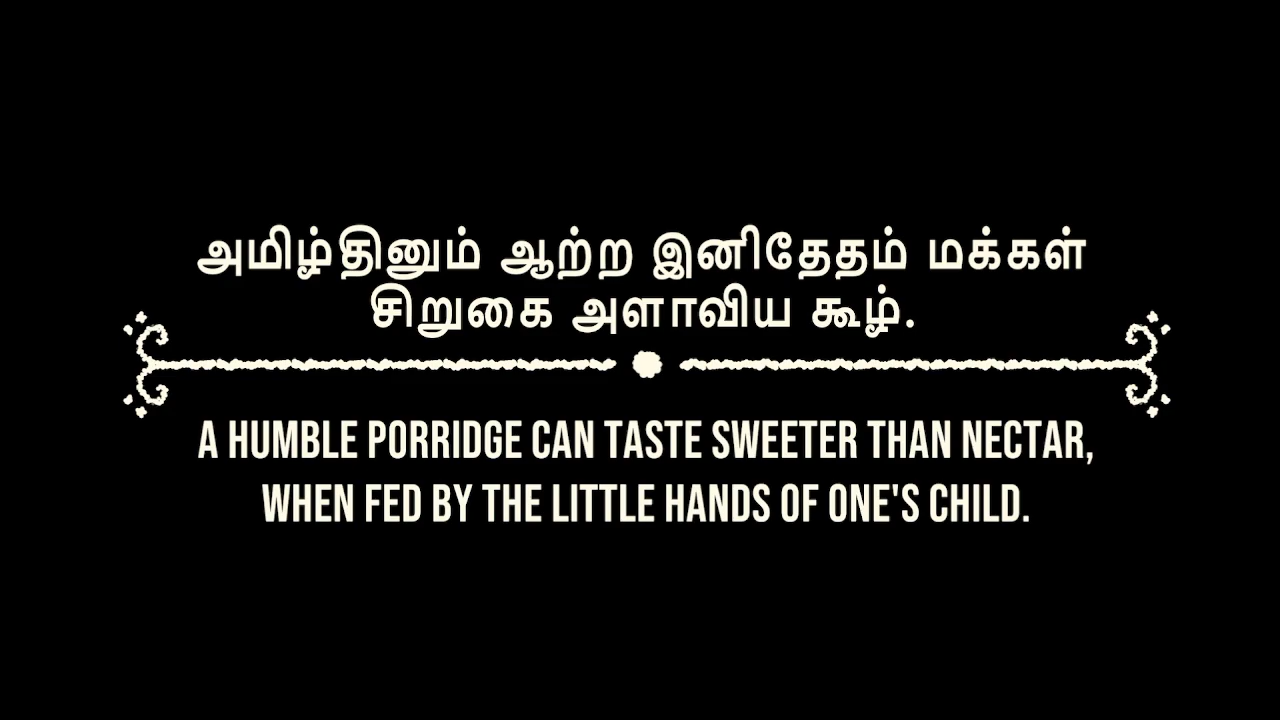 அமிழ்தினும் ஆற்ற இனிதேதம் மக்கள்
சிறுகை அளாவிய கூழ்.
A HUMBLE PORRIDGE CAN TASTE SWEETER THAN NECTAR,
WHEN FED BY THE LITTLE HANDS OF ONE'S CHILD.